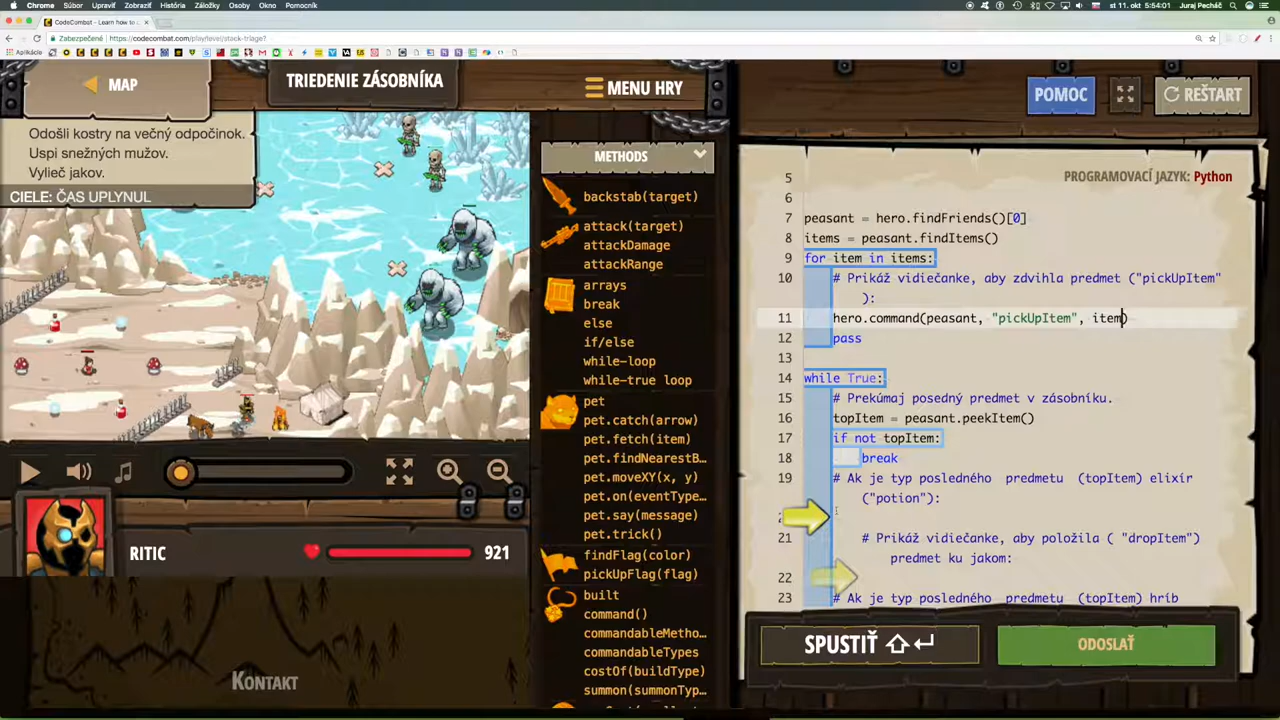 Chrome Súbor Upraviť Zobraziť História Záložky Osoby Okno Pomocník
st 11. okt 5:54:01 Juraj Pecháč
CodeCombat - Learn how to
Zabezpečené https://codecombat.com/play/level/stack-triage?
Aplikácie
MAP
TRIEDENIE ZÁSOBNÍKA
MENU HRY
POMOC
REŠTART
Odošli kostry na večný odpočinok.
Uspi snežných mužov.
Vylieč jakov.
CIELE: ČAS UPLYNUL
METHODS
backstab(target)
attack(target)
attackDamage
attackRange
arrays
break
else
if/else
while-loop
while-true loop
pet
pet.catch(arrow)
pet.fetch(item)
pet.findNearestB...
pet.moveXY(x, y)
pet.on(eventType...
pet.say(message)
pet.trick()
findFlag(color)
pickUpFlag(flag)
built
command()
commandableMetho...
costOf(buildType)
summon(summonTyp...
PROGRAMOVACÍ JAZYK: Python
5
6
7 peasant = hero.findFriends()[0]
8 items = peasant.findItems()
9 for item in items:
10 # Prikáž vidiečanke, aby zdvihla predmet ("pickUpItem"
):
11 hero.command(peasant, "pickUpItem", item)
12 pass
13
14 while True:
15 # Prekúmaj posedný predmet v zásobníku.
16 topItem = peasant.peekItem()
17 if not topItem:
18 break
19 # Ak je typ posledného predmetu (topItem) elixír
("potion"):
21 # Prikáž vidiečanke, aby položila ( "dropItem")
predmet ku jakom:
22
23 # Ak je typ posledného predmetu (topItem) hríb
RITIC
921
KONTAKT
SPUSTIŤ
ODOSLAŤ